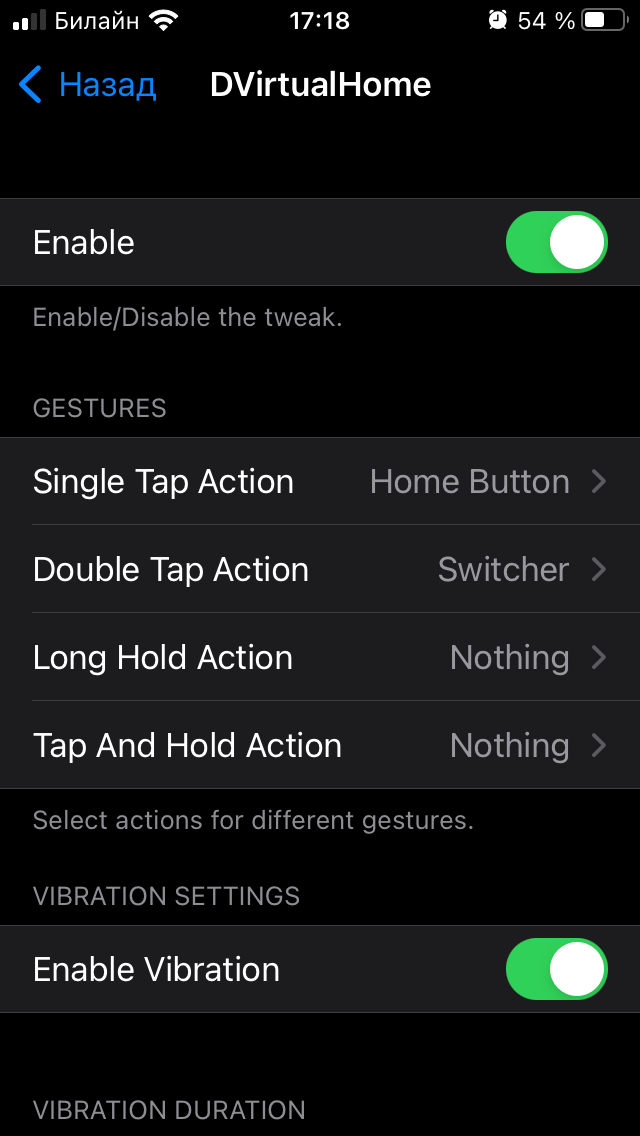 Билайн 17:18 54 %
Назад DVirtualHome
Enable
Enable/Disable the tweak.
GESTURES
Single Tap Action Home Button
Double Tap Action Switcher
Long Hold Action Nothing
Tap And Hold Action Nothing
Select actions for different gestures.
VIBRATION SETTINGS
Enable Vibration
VIBRATION DURATION